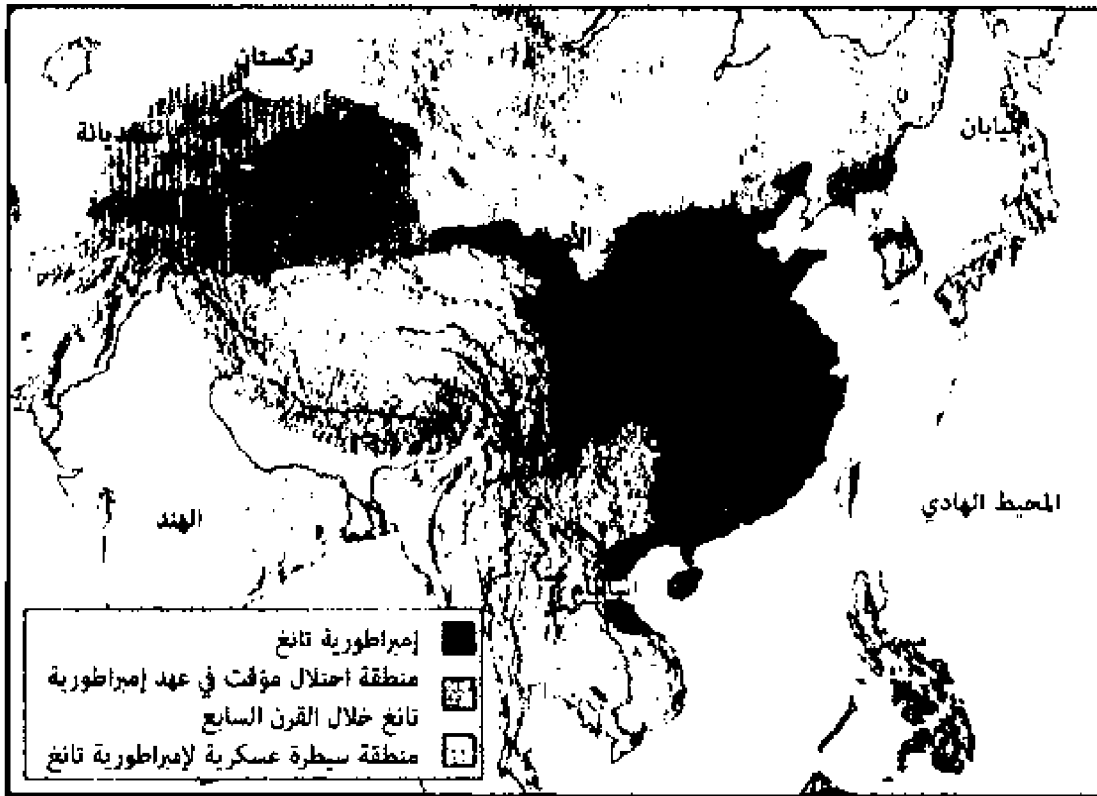 تركستان
اليابان
المحيط الهادي
الهند
إمبراطورية تانغ
منطقة احتلال مؤقت في عهد إمبراطورية
تانغ خلال القرن السابع
منطقة سيطرة عسكرية لإمبراطورية تانغ